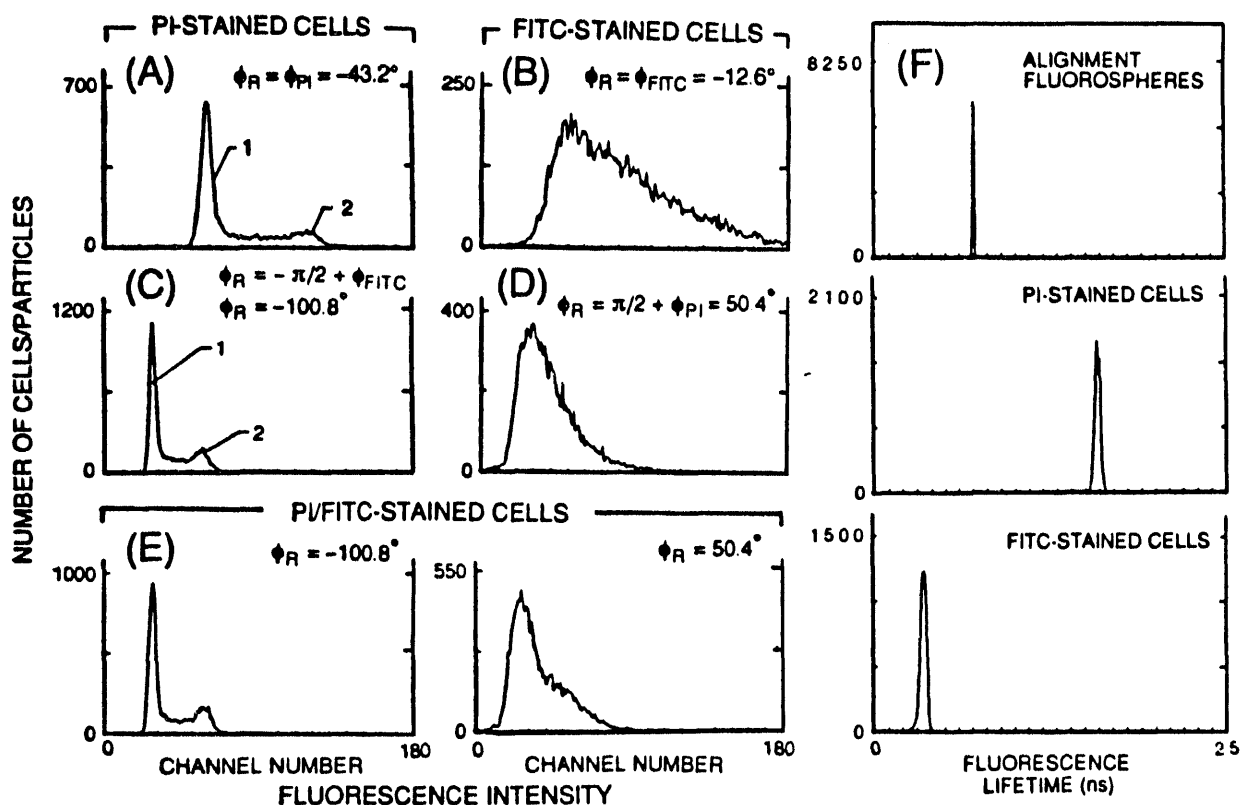 PI-STAINED CELLS
FITC-STAINED CELLS
(A)
ϕR = ϕPI = -43.2°
700
1
2
0
(B)
ϕR = ϕFITC = -12.6°
250
0
(C)
ϕR = - π/2 + ϕFITC
ϕR = -100.8°
1200
1
2
0
(D)
ϕR = π/2 + ϕPI = 50.4°
400
0
PI/FITC-STAINED CELLS
(E)
ϕR = -100.8°
1000
0
0
180
CHANNEL NUMBER
ϕR = 50.4°
550
0
0
180
CHANNEL NUMBER
FLUORESCENCE INTENSITY
NUMBER OF CELLS/PARTICLES
(F)
8250
ALIGNMENT
FLUOROSPHERES
0
2100
PI-STAINED CELLS
0
1500
FITC-STAINED CELLS
0
0
25
FLUORESCENCE
LIFETIME (ns)